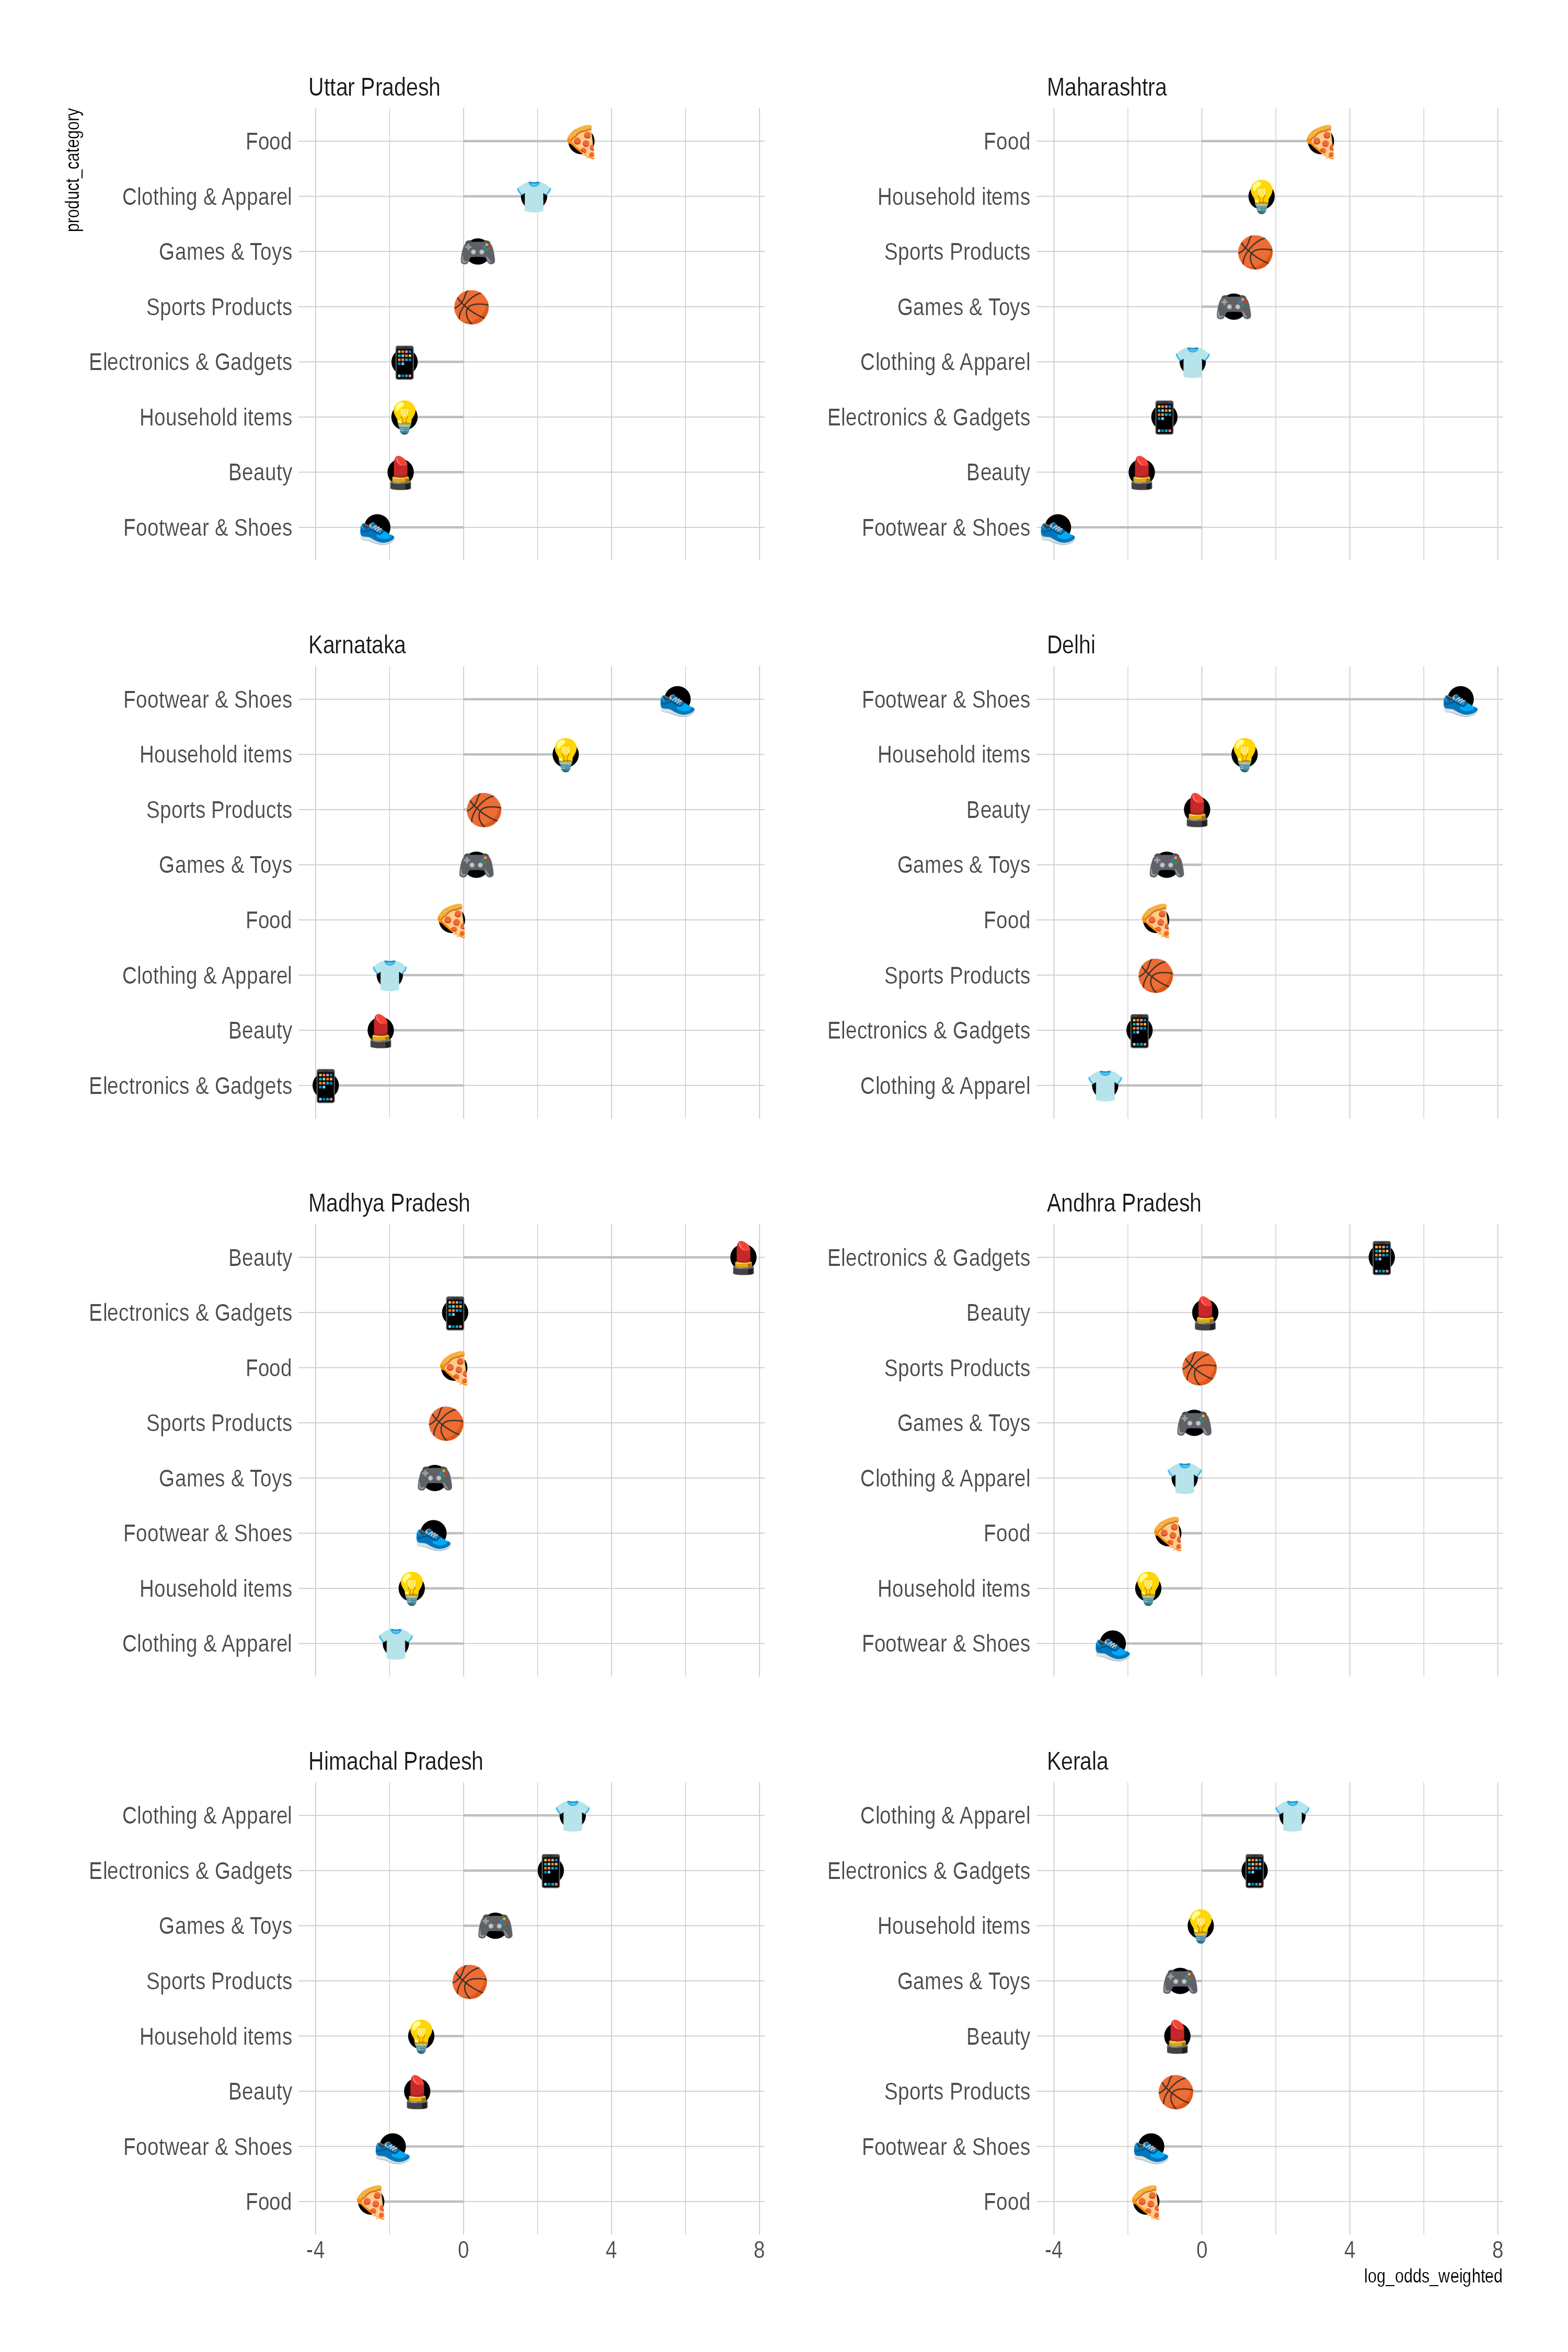 product_category
Uttar Pradesh
Food
Clothing & Apparel
Games & Toys
Sports Products
Electronics & Gadgets
Household items
Beauty
Footwear & Shoes
Maharashtra
Food
Household items
Sports Products
Games & Toys
Clothing & Apparel
Electronics & Gadgets
Beauty
Footwear & Shoes
Karnataka
Footwear & Shoes
Household items
Sports Products
Games & Toys
Food
Clothing & Apparel
Beauty
Electronics & Gadgets
Delhi
Footwear & Shoes
Household items
Beauty
Games & Toys
Food
Sports Products
Electronics & Gadgets
Clothing & Apparel
Madhya Pradesh
Beauty
Electronics & Gadgets
Food
Sports Products
Games & Toys
Footwear & Shoes
Household items
Clothing & Apparel
Andhra Pradesh
Electronics & Gadgets
Beauty
Sports Products
Games & Toys
Clothing & Apparel
Food
Household items
Footwear & Shoes
Himachal Pradesh
Clothing & Apparel
Electronics & Gadgets
Games & Toys
Sports Products
Household items
Beauty
Footwear & Shoes
Food
-4 0 4 8
Kerala
Clothing & Apparel
Electronics & Gadgets
Household items
Games & Toys
Beauty
Sports Products
Footwear & Shoes
Food
-4 0 4 8
log_odds_weighted